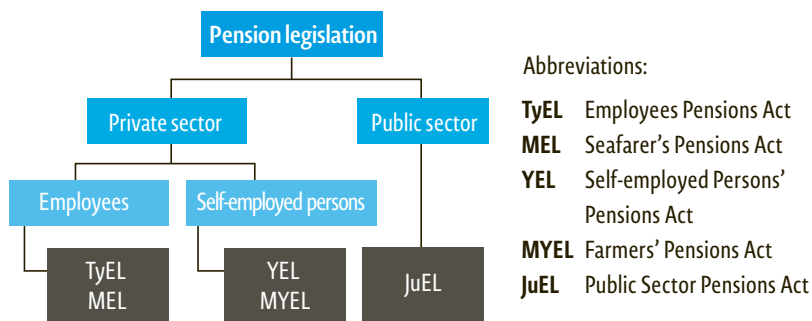 Pension legislation
Private sector
Public sector
Employees
Self-employed persons
TyEL
MEL
YEL
MYEL
JuEL
Abbreviations:
TyEL Employees Pensions Act
MEL Seafarer's Pensions Act
YEL Self-employed Persons'
Pensions Act
MYEL Farmers' Pensions Act
JuEL Public Sector Pensions Act